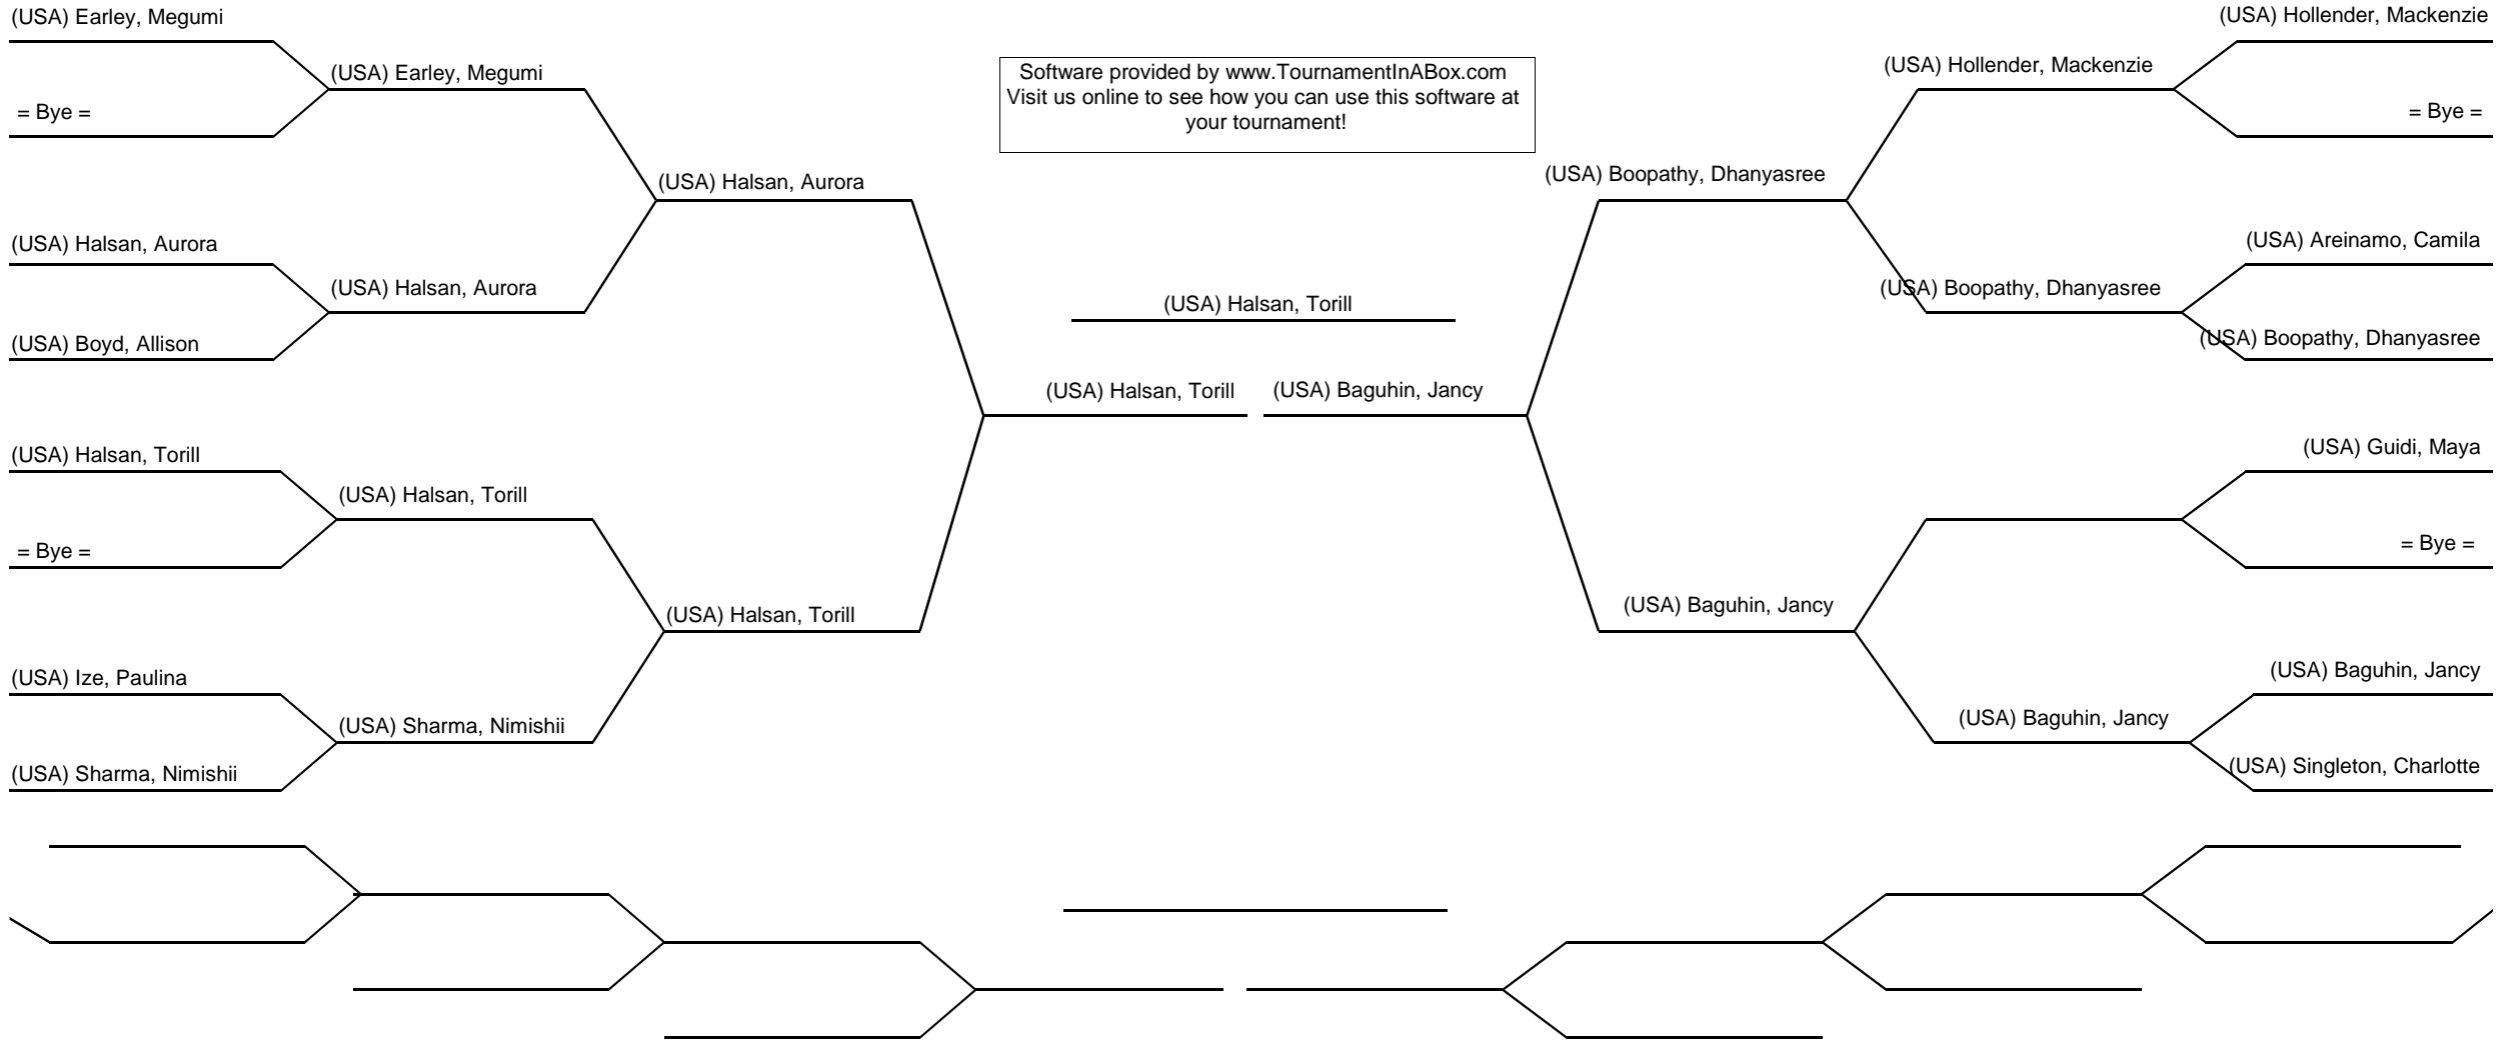 (USA) Earley, Megumi
(USA) Earley, Megumi
= Bye =
(USA) Halsan, Aurora
(USA) Halsan, Aurora
(USA) Halsan, Aurora
(USA) Boyd, Allison
(USA) Halsan, Torill
(USA) Halsan, Torill
= Bye =
(USA) Halsan, Torill
(USA) Ize, Paulina
(USA) Sharma, Nimishii
(USA) Sharma, Nimishii
Software provided by www.TournamentInABox.com
Visit us online to see how you can use this software at
your tournament!
(USA) Halsan, Torill
(USA) Halsan, Torill
(USA) Baguhin, Jancy
(USA) Hollender, Mackenzie
(USA) Hollender, Mackenzie
= Bye =
(USA) Boopathy, Dhanyasree
(USA) Areinamo, Camila
(USA) Boopathy, Dhanyasree
(USA) Boopathy, Dhanyasree
(USA) Guidi, Maya
= Bye =
(USA) Baguhin, Jancy
(USA) Baguhin, Jancy
(USA) Baguhin, Jancy
(USA) Singleton, Charlotte